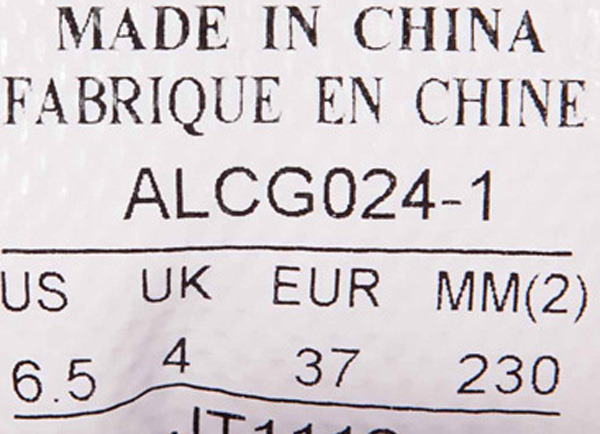 MADE IN CHINA
FABRIQUE EN CHINE
ALCG024-1
US UK EUR MM(2)
6.5 4 37 230